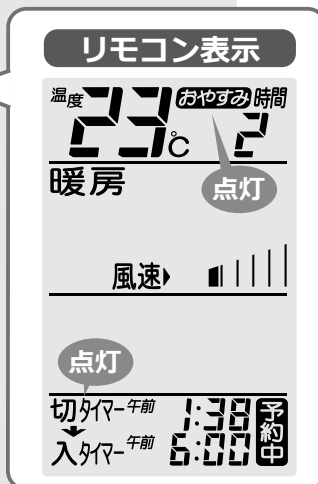 リモコン表示
温度 23℃ おやすみ 時間 2
暖房
点灯
風速
点灯
切タイマー 午前 1:38
入タイマー 午前 6:00
予約中